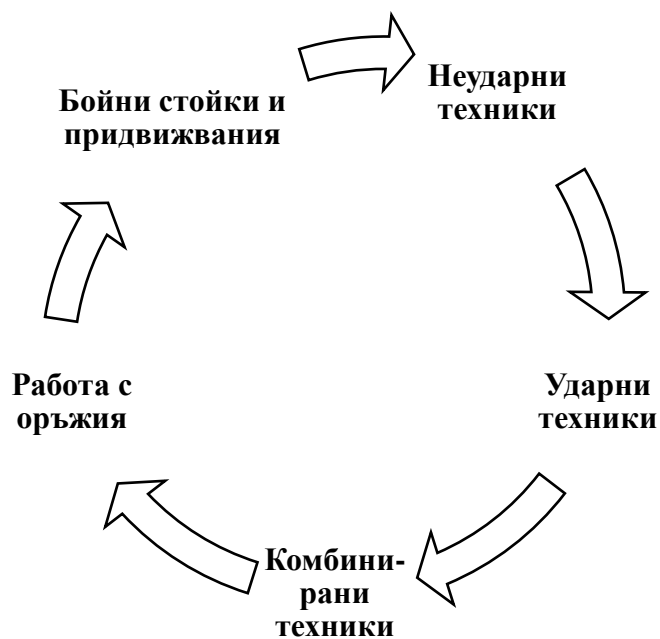 Бойни стойки и
придвижвания
Неударни
техники
Ударни
техники
Комбини-
рани
техники
Работа с
оръжия